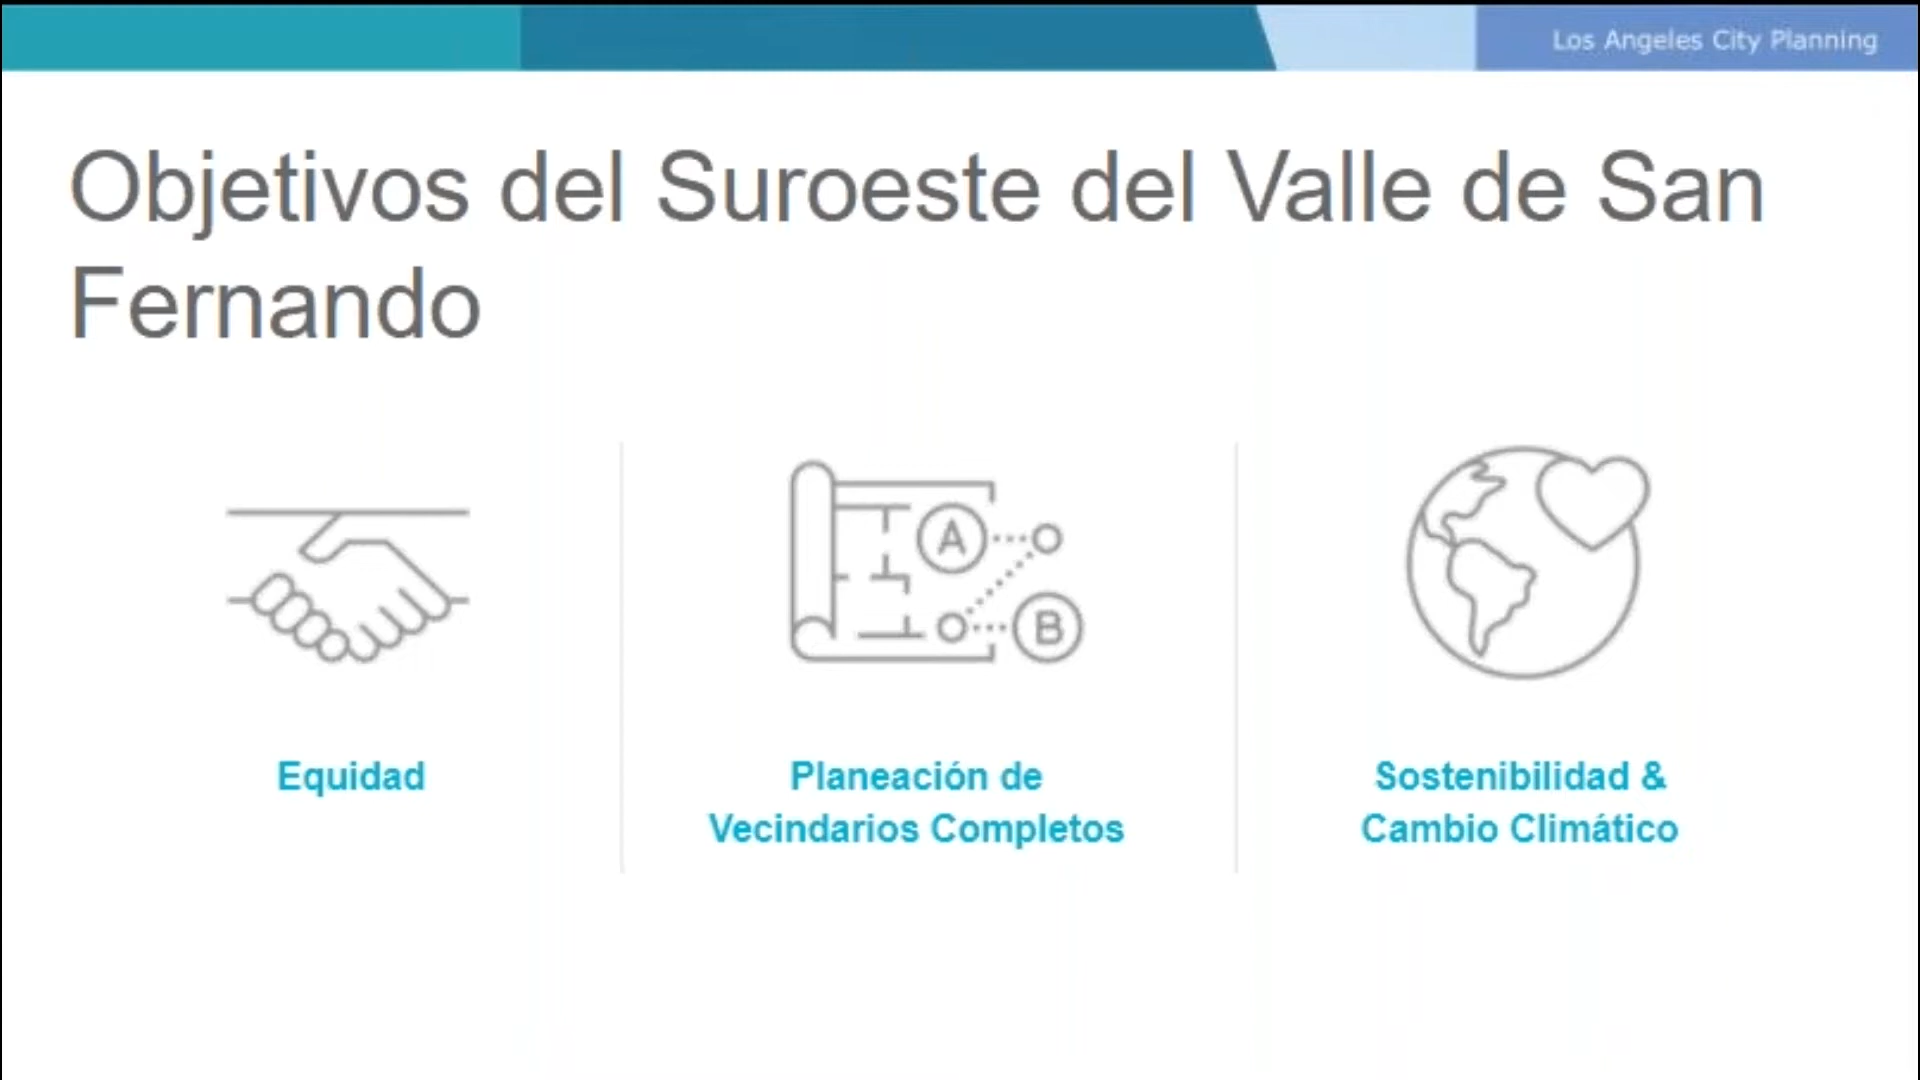 Los Angeles City Planning
Objetivos del Suroeste del Valle de San
Fernando
A
B
Equidad
Planeación de
Vecindarios Completos
Sostenibilidad &
Cambio Climático